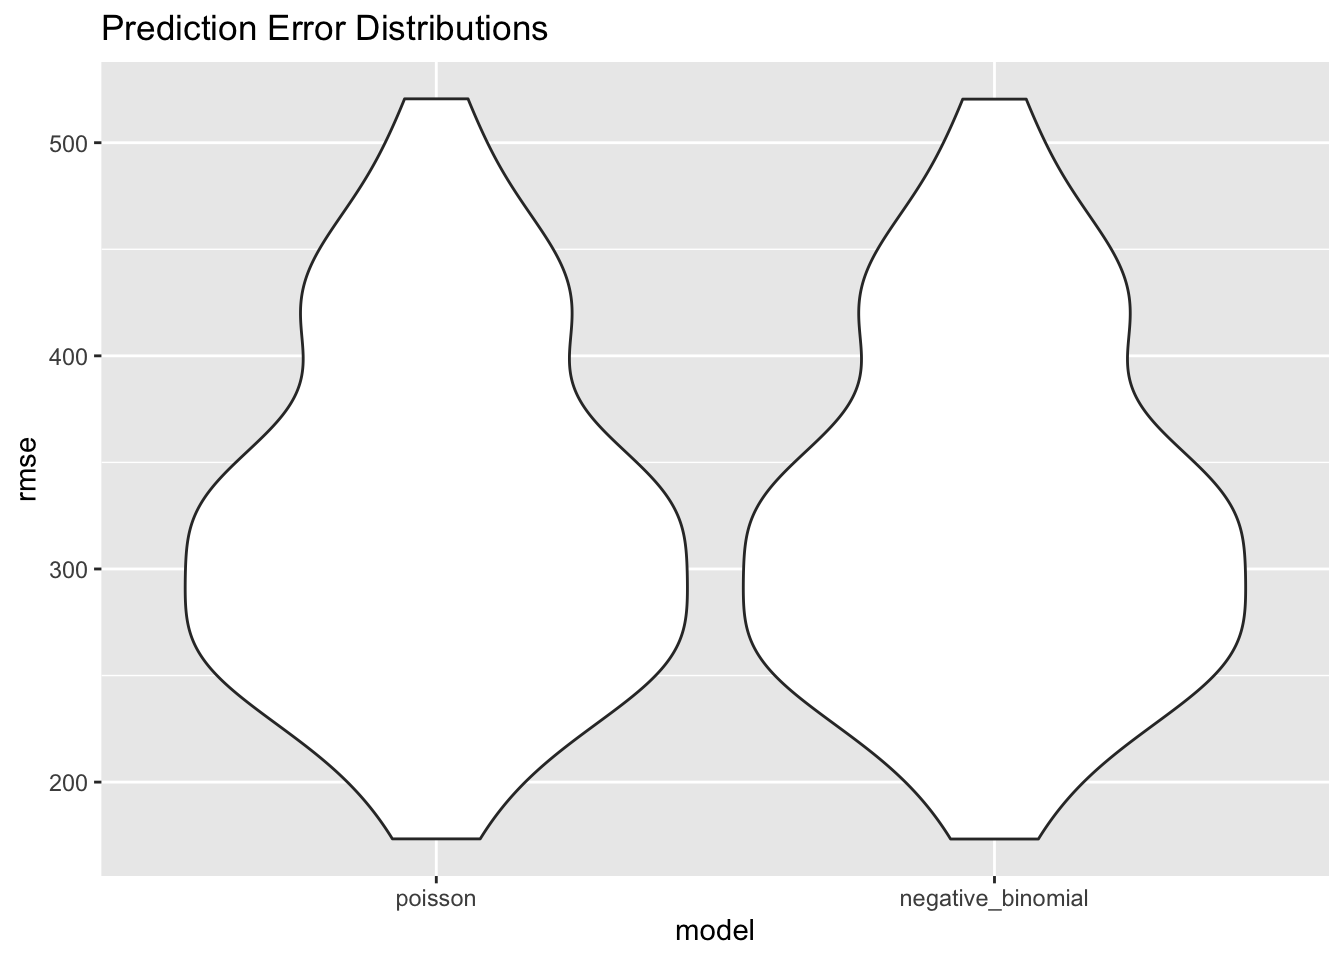 Prediction Error Distributions
500
400
300
200
rmse
poisson
negative_binomial
model